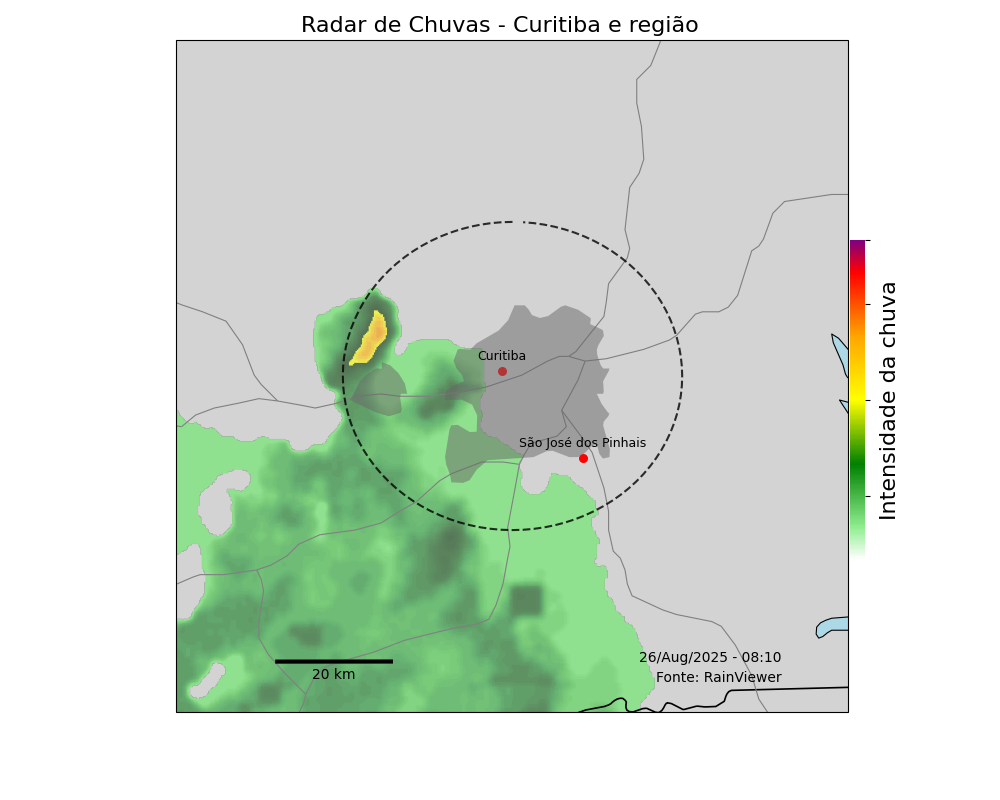 Radar de Chuvas - Curitiba e região
Curitiba
São José dos Pinhais
Intensidade da chuva
26/Aug/2025 - 08:10
Fonte: RainViewer
20 km